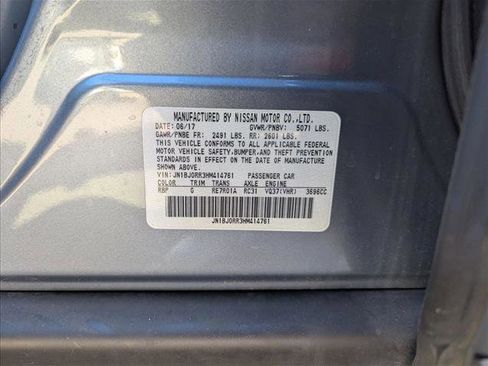 MANUFACTURED BY NISSAN MOTOR CO.,LTD.
DATE: 06/17 GVWR/PNBV: 5071 LBS.
GAWR/PNBE FR: 2491 LBS. RR: 2601 LBS.
THIS VEHICLE CONFORMS TO ALL APPLICABLE FEDERAL
MOTOR VEHICLE SAFETY,BUMPER,AND THEFT PREVENTION
STANDARDS IN EFFECT ON THE DATE OF MANUFACTURE
SHOWN ABOVE.
VIN: JN1BJ0RR3HM414761 PASSENGER CAR
COLOR TRIM TRANS AXLE ENGINE
RBP G RE7R01A RC31 VQ37(VHR) 3696CC
JN1BJ0RR3HM414761